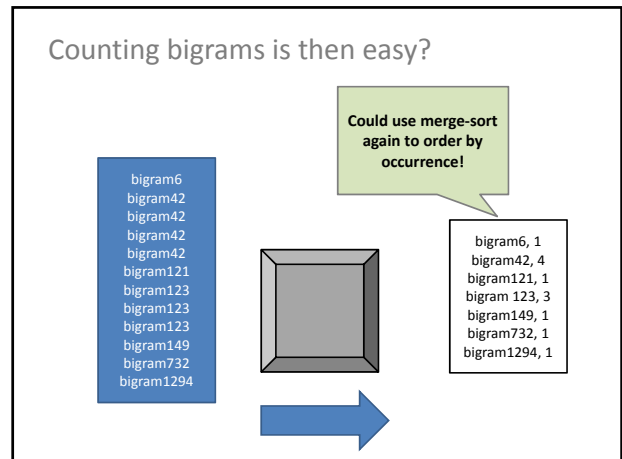 Counting bigrams is then easy?
Could use merge-sort
again to order by
occurrence!
bigram6
bigram42
bigram42
bigram42
bigram42
bigram121
bigram123
bigram123
bigram123
bigram149
bigram732
bigram1294
bigram6, 1
bigram42, 4
bigram121, 1
bigram 123, 3
bigram149, 1
bigram732, 1
bigram1294, 1